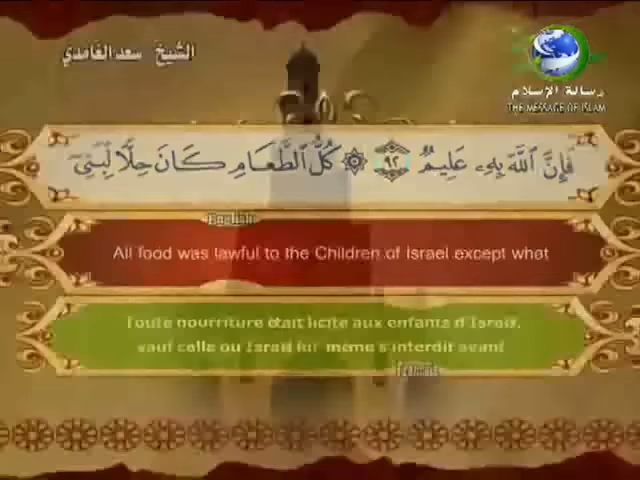 الشيخ سعد الغامدي
رسالة الإسلام
THE MESSAGE OF ISLAM
فَإِنَّ ٱللَّهَ بِهِۦ عَلِيمٌ ٩٢ ۞ كُلُّ ٱلطَّعَامِ كَانَ حِلًّا لِّبَنِىٓ
English
All food was lawful to the Children of Israel except what
Toute nourriture était licite aux enfants d'Israël,
sauf celle qu'Israël lui-même s'interdit avant